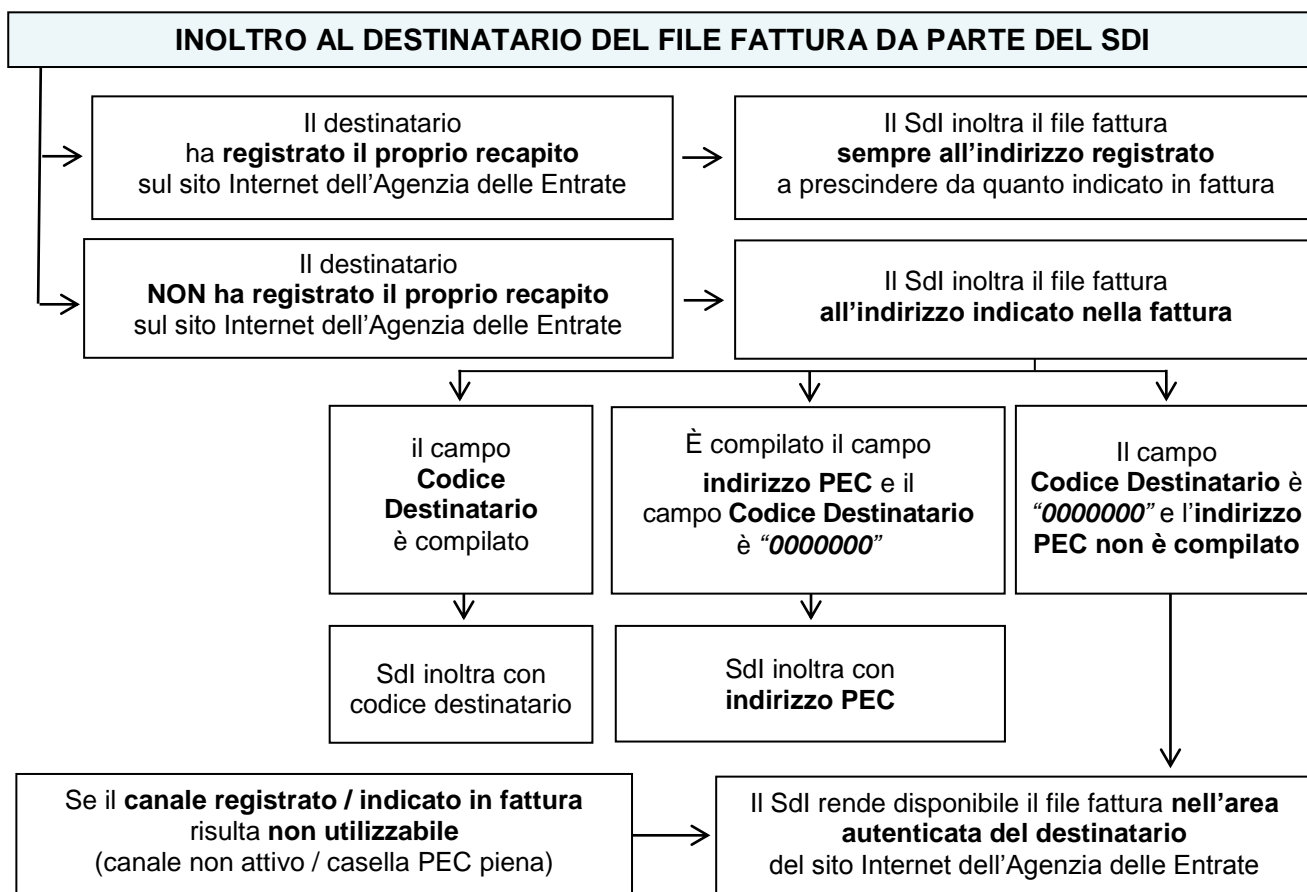 INOLTRO AL DESTINATARIO DEL FILE FATTURA DA PARTE DEL SDI
Il destinatario
ha registrato il proprio recapito
sul sito Internet dell’Agenzia delle Entrate
Il SdI inoltra il file fattura
sempre all’indirizzo registrato
a prescindere da quanto indicato in fattura
Il destinatario
NON ha registrato il proprio recapito
sul sito Internet dell’Agenzia delle Entrate
Il SdI inoltra il file fattura
all’indirizzo indicato nella fattura
il campo
Codice
Destinatario
è compilato
È compilato il campo
indirizzo PEC e il
campo Codice Destinatario
è “0000000”
Il campo
Codice Destinatario è
“0000000” e l’indirizzo
PEC non è compilato
SdI inoltra con
codice destinatario
SdI inoltra con
indirizzo PEC
Se il canale registrato / indicato in fattura
risulta non utilizzabile
(canale non attivo / casella PEC piena)
Il SdI rende disponibile il file fattura nell’area
autenticata del destinatario
del sito Internet dell’Agenzia delle Entrate